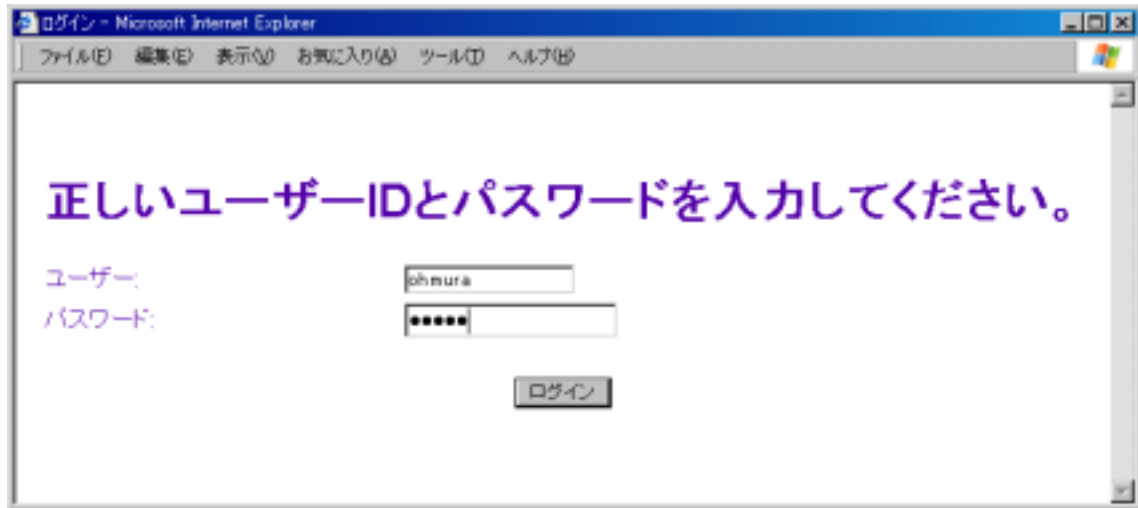 ログイン - Microsoft Internet Explorer
ファイル(F) 編集(E) 表示(V) お気に入り(A) ツール(T) ヘルプ(H)
正しいユーザーIDとパスワードを入力してください。
ユーザー: ohmura
パスワード: ●●●●●
ログイン